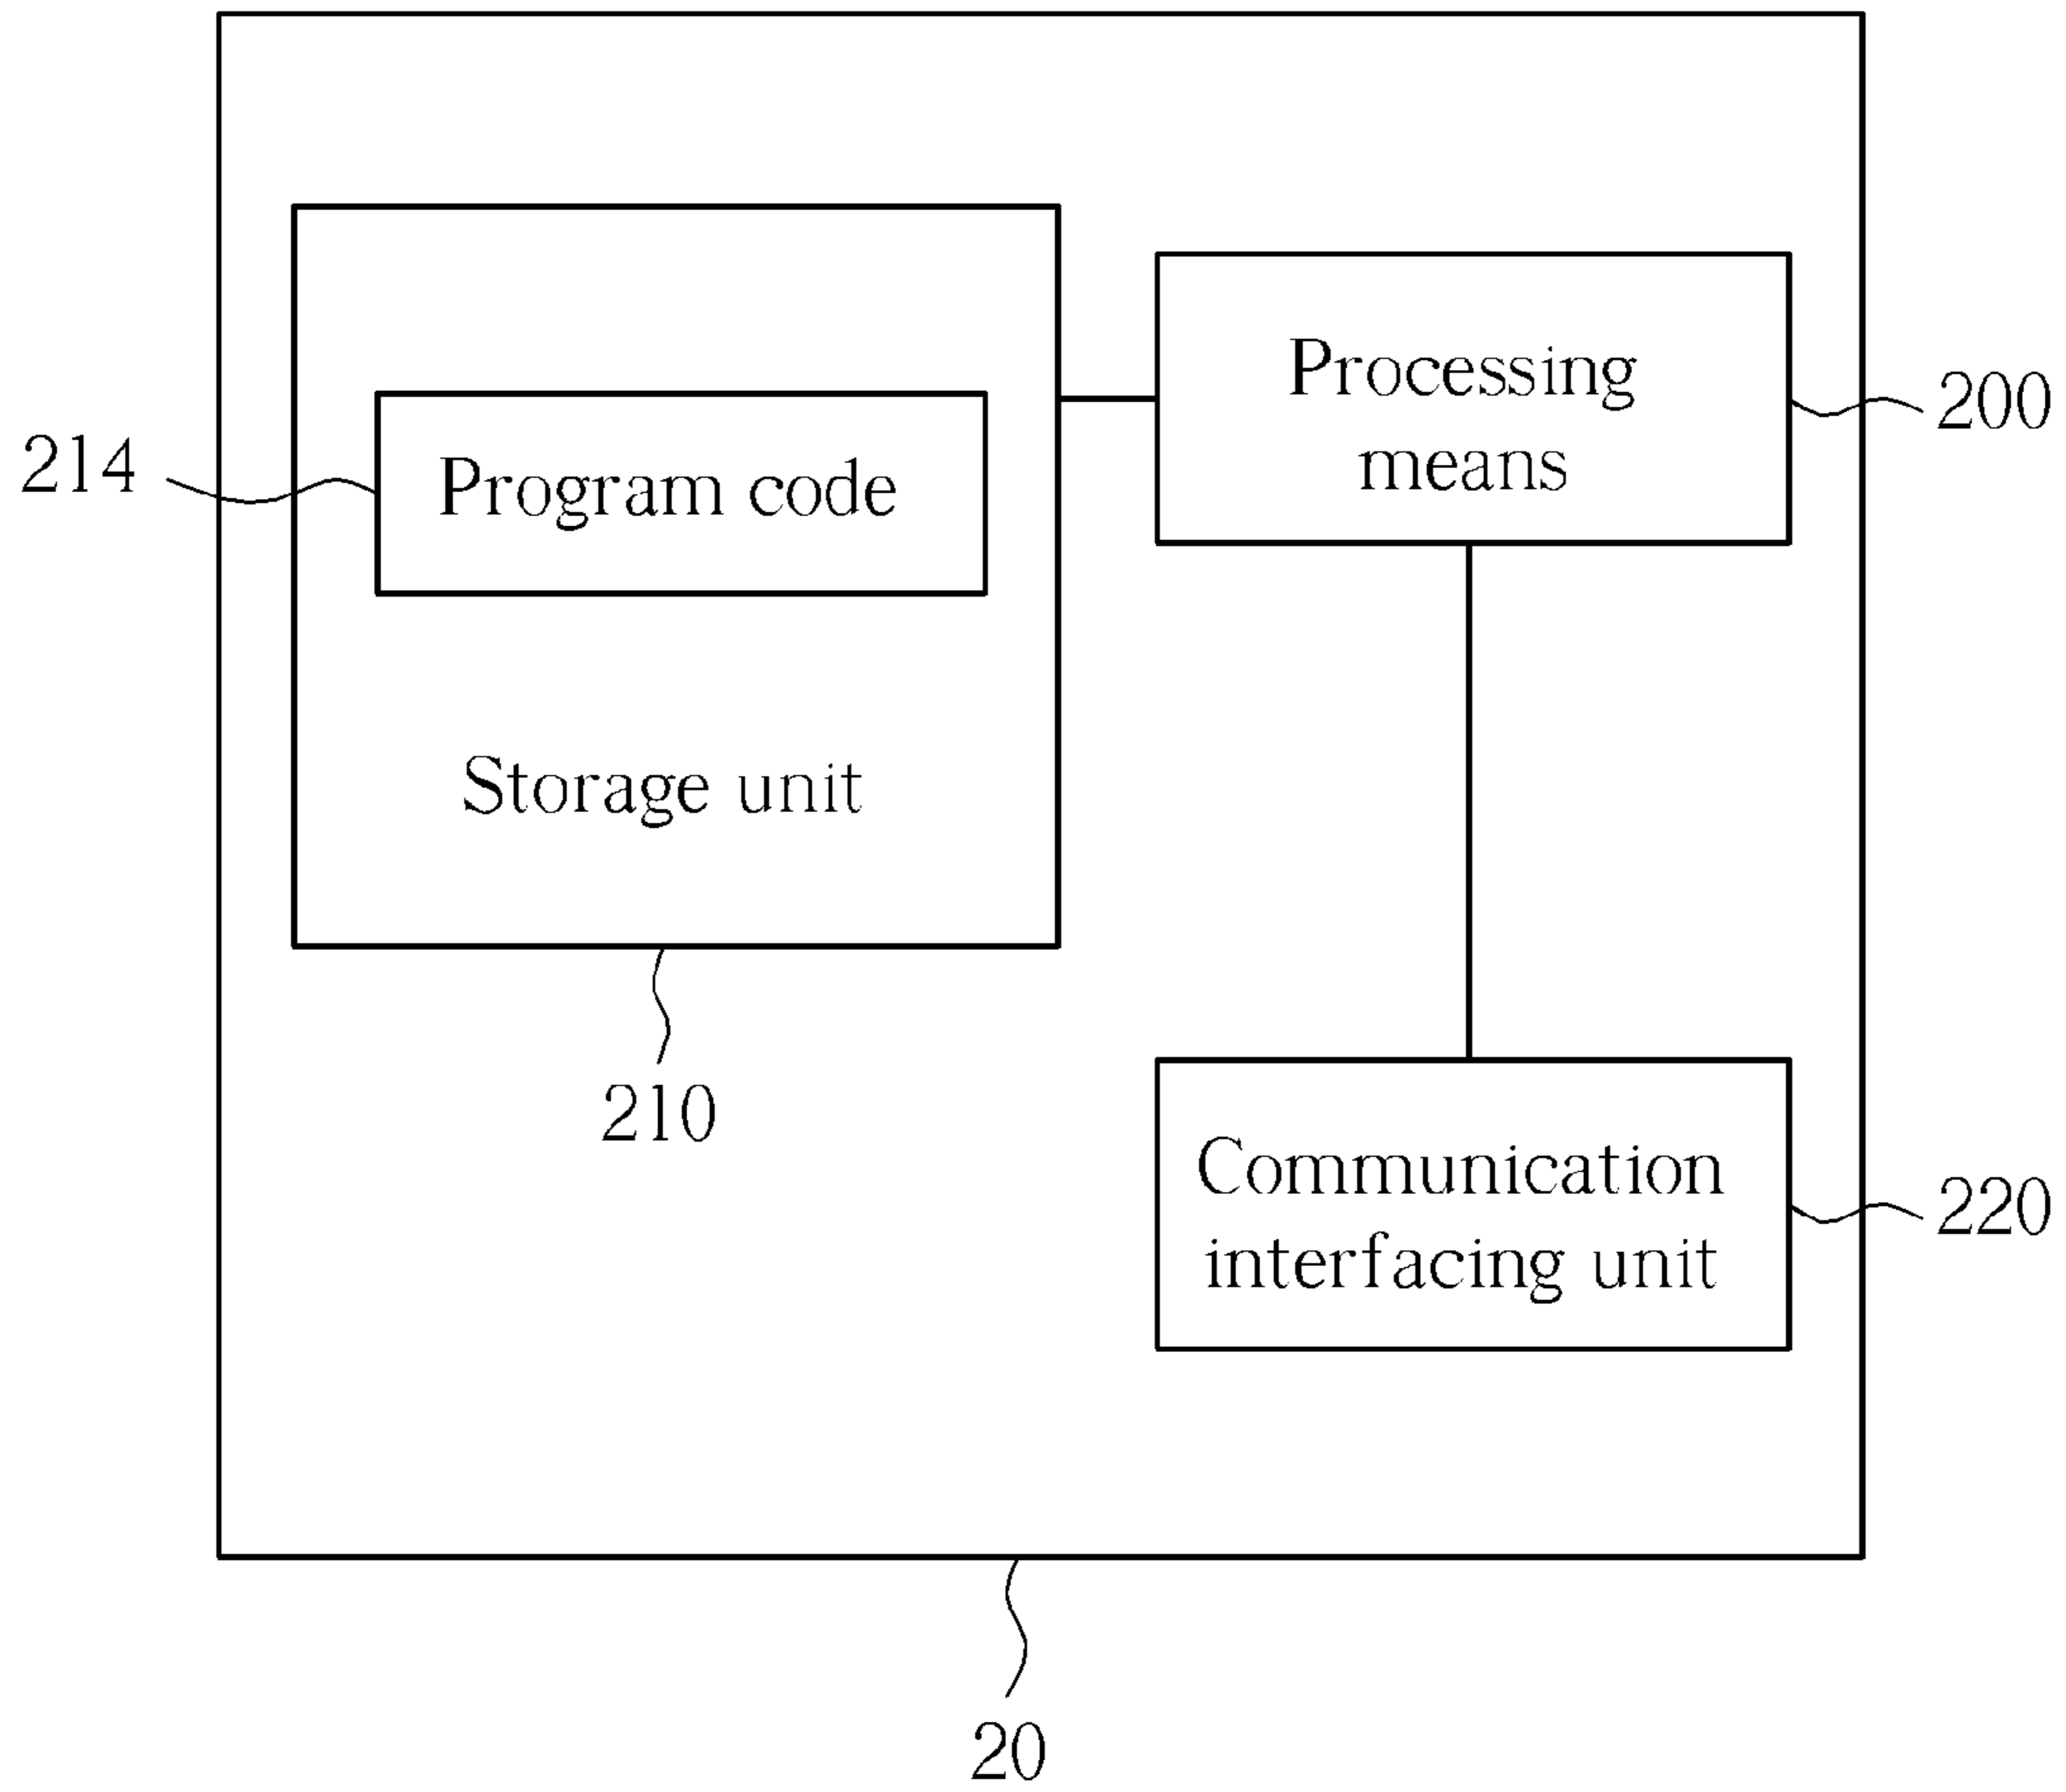 Processing
means
200
214
Program code
Storage unit
210
Communication
interfacing unit
220
20